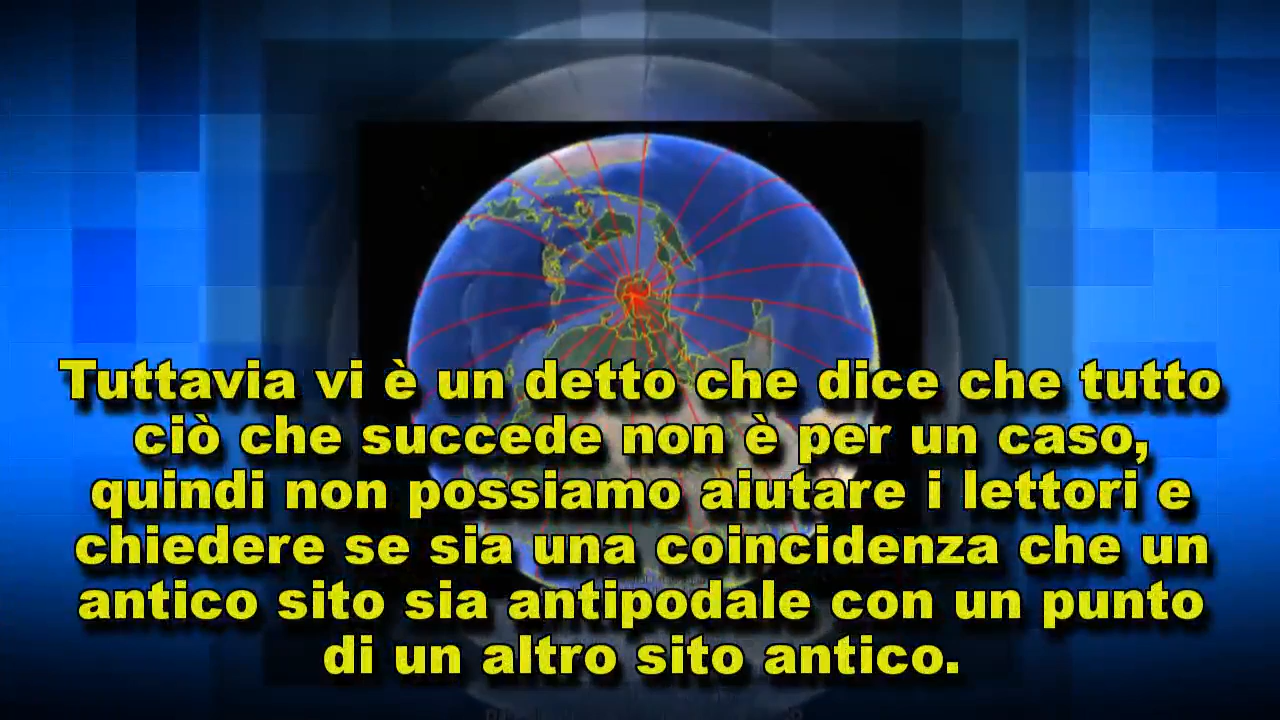 Tuttavia vi è un detto che dice che tutto
ciò che succede non è per un caso,
quindi non possiamo aiutare i lettori e
chiedere se sia una coincidenza che un
antico sito sia antipodale con un punto
di un altro sito antico.